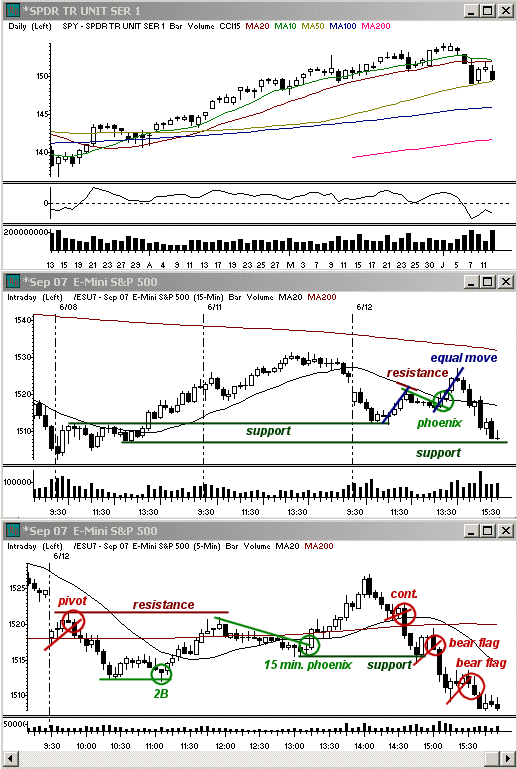 *SPDR TR UNIT SER 1
Daily (Left) SPY - SPDR TR UNIT SER 1 Bar Volume CCI15 MA20 MA10 MA50 MA100 MA200
150
145
140
0
200000000
13 15 19 21 23 27 29 A 4 9 11 13 17 19 23 25 27 M 3 7 9 11 15 17 21 23 25 30 J 5 7 11
*Sep 07 E-Mini S&P 500
Intraday (Left) /ESU7 - Sep 07 E-Mini S&P 500 (15-Min) Bar Volume MA20 MA200
6/08 6/11 6/12
1540
1530
1520
1510
equal move
resistance
phoenix
support
support
100000
9:30 11:30 13:30 9:30 11:30 13:30 9:30 11:30 13:30 15:30
*Sep 07 E-Mini S&P 500
Intraday (Left) /ESU7 - Sep 07 E-Mini S&P 500 (5-Min) Bar Volume MA20 MA200
6/12
1525
1520
1515
1510
pivot
resistance
cont.
bear flag
15 min. phoenix
support
bear flag
2B
50000
9:30 10:00 10:30 11:00 11:30 12:00 12:30 13:00 13:30 14:00 14:30 15:00 15:30